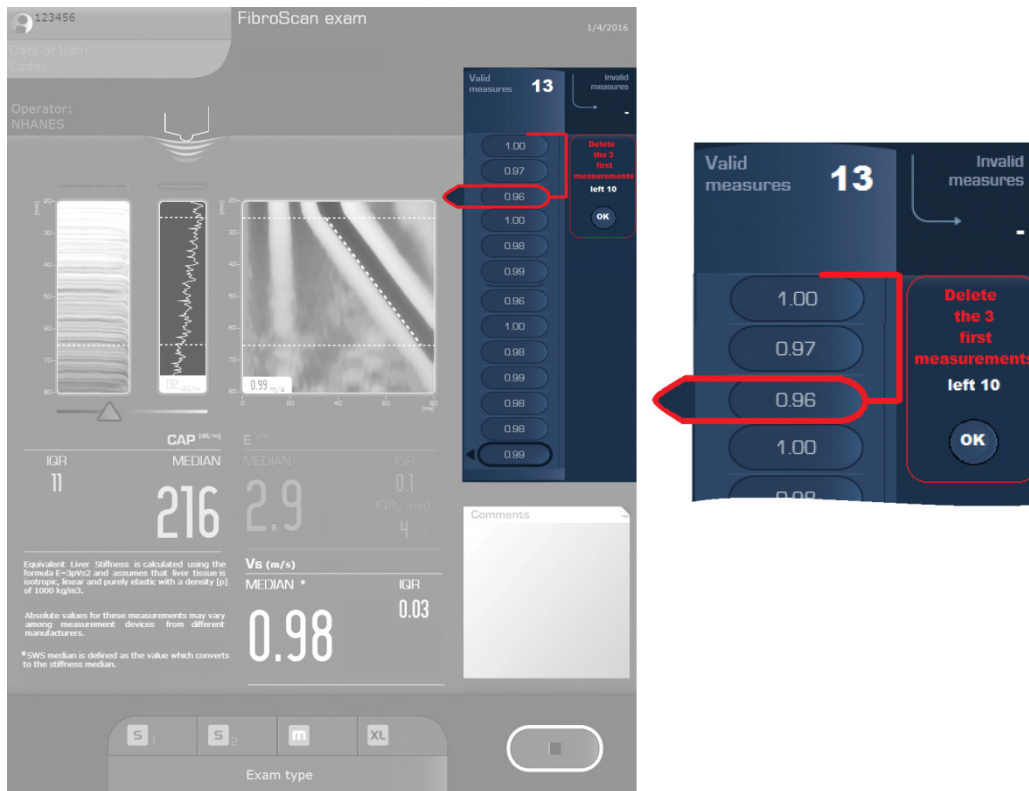 123456
FibroScan exam
1/4/2016
Date of birth:
Code:
Operator:
NHANES
Valid
measures
13
Invalid
measures
-
1.00
0.97
0.96
1.00
0.98
0.99
0.96
1.00
0.98
0.99
0.98
0.98
0.99
Delete
the 3
first
measurements
left 10
OK
0.99 m/s
CAP [dB/m]
IQR
MEDIAN
11
216
E
MEDIAN
IQR
2.9
0.1
IQR / med.
4
Equivalent Liver Stiffness is calculated using the
formula E=3pVs2 and assumes that liver tissue is
isotropic, linear and purely elastic with a density [p]
of 1000 kg/m3.
Absolute values for these measurements may vary
among measurement devices from different
manufacturers.
*SWS median is defined as the value which converts
to the stiffness median.
Vs (m/s)
MEDIAN *
IQR
0.98
0.03
Comments
S 1
S 2
m
XL
Exam type
Valid
measures
13
Invalid
measures
-
1.00
0.97
0.96
1.00
0.98
Delete
the 3
first
measurements
left 10
OK